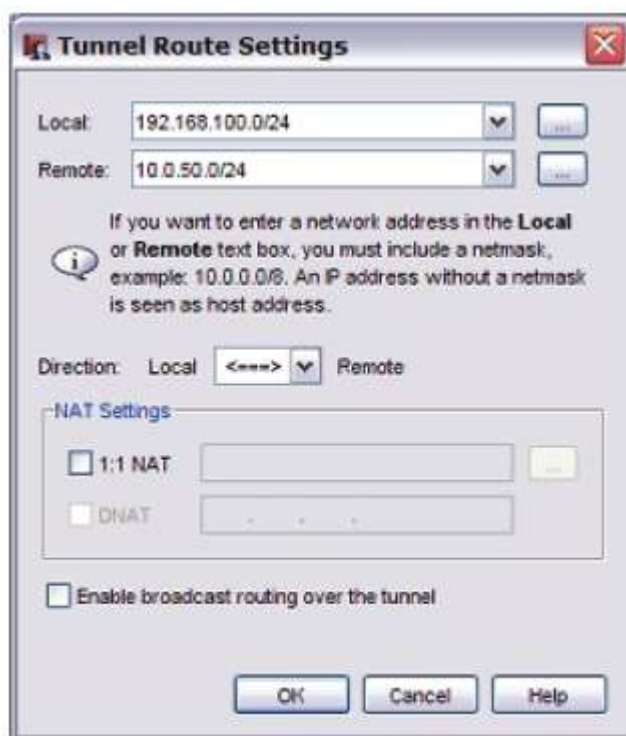 Tunnel Route Settings
Local: 192.168.100.0/24 ...
Remote: 10.0.50.0/24 ...
If you want to enter a network address in the Local
or Remote text box, you must include a netmask,
example: 10.0.0.0/8. An IP address without a netmask
is seen as host address.
Direction: Local <===> Remote
NAT Settings
1:1 NAT ...
DNAT . . .
Enable broadcast routing over the tunnel
OK Cancel Help